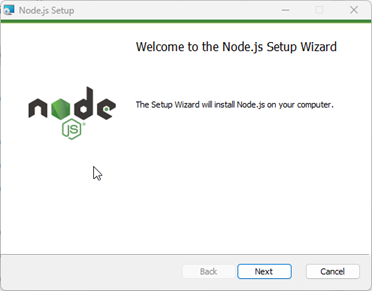 Node.js Setup
Welcome to the Node.js Setup Wizard
The Setup Wizard will install Node.js on your computer.
node
JS
Back
Next
Cancel